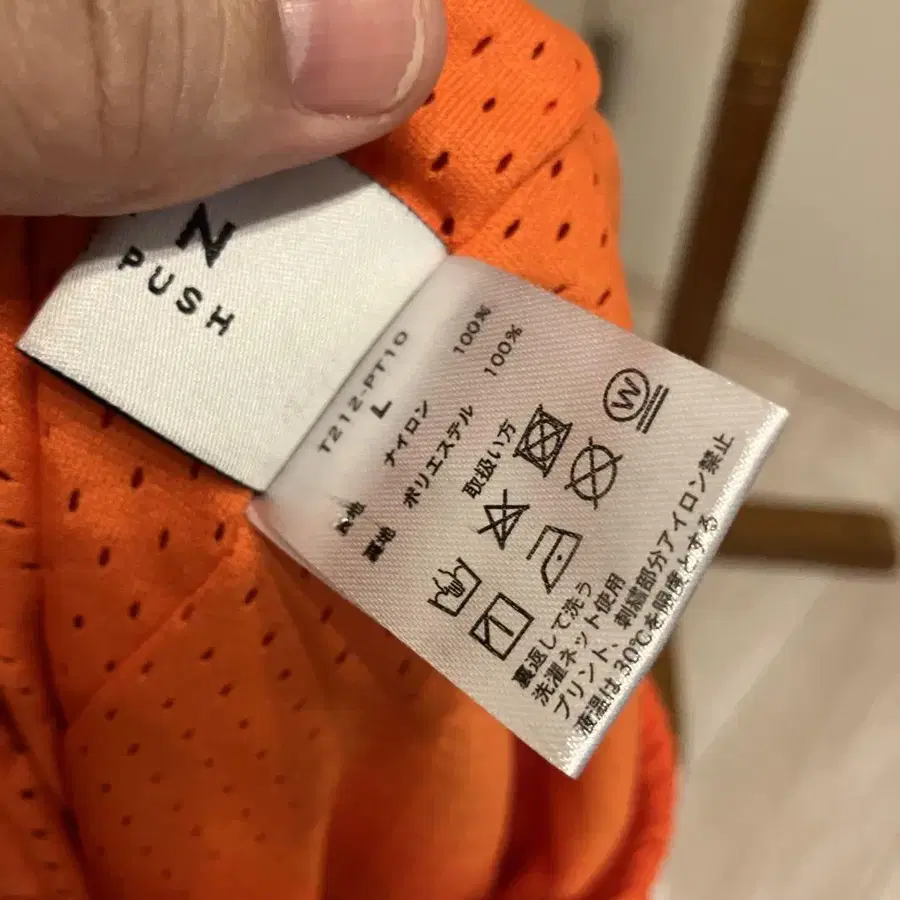 N
PUSH
T212-PT10
L
表地 ナイロン 100%
裏地 ポリエステル 100%
取扱い方
W
裏返して洗う
洗濯ネット使用
プリント、刺繍部分アイロン禁止
液温は30℃を限度とする